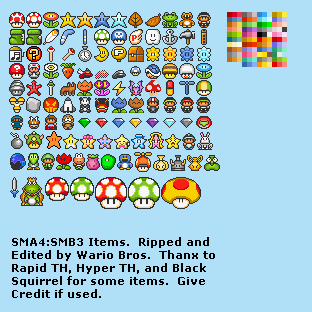 SMA4:SMB3 Items.  Ripped and
Edited by Wario Bros.  Thanx to
Rapid TH, Hyper TH, and Black
Squirrel for some items.  Give
Credit if used.